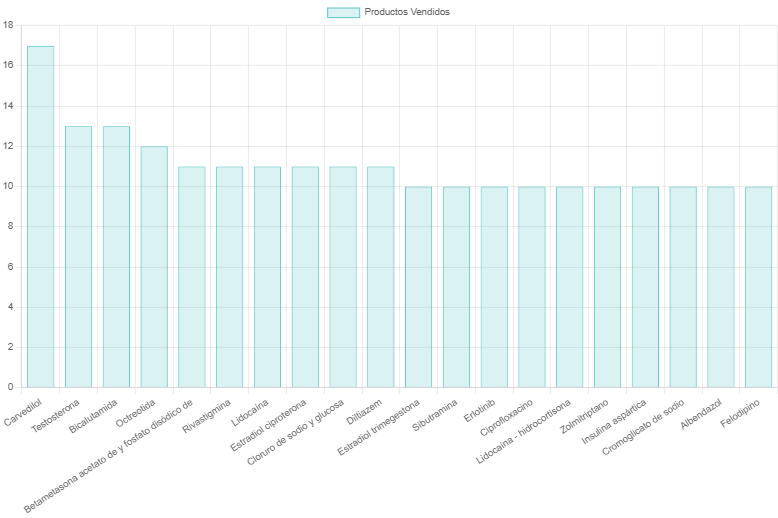 Productos Vendidos
18
16
14
12
10
8
6
4
2
0
Carvedilol
Testosterona
Bicalutamida
Octreotida
Betametasona acetato de y fosfato disódico de
Rivastigmina
Lidocaina
Estradiol ciproterona
Cloruro de sodio y glucosa
Diltiazem
Estradiol trimegestona
Sibutramina
Erlotinib
Ciprofloxacino
Lidocaína - hidrocortisona
Zolmitriptano
Insulina aspártica
Cromoglicato de sodio
Albendazol
Felodipino